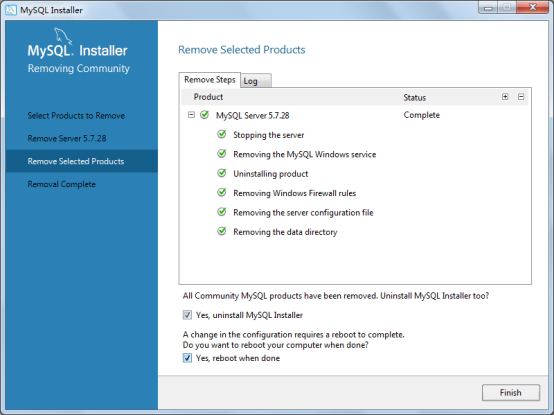 MySQL Installer
MySQL. Installer
Removing Community
Select Products to Remove
Remove Server 5.7.28
Remove Selected Products
Removal Complete
Remove Selected Products
Remove Steps Log
Product Status
MySQL Server 5.7.28 Complete
Stopping the server
Removing the MySQL Windows service
Uninstalling product
Removing Windows Firewall rules
Removing the server configuration file
Removing the data directory
All Community MySQL products have been removed. Uninstall MySQL Installer too?
Yes, uninstall MySQL Installer
A change in the configuration requires a reboot to complete.
Do you want to reboot your computer when done?
Yes, reboot when done
Finish